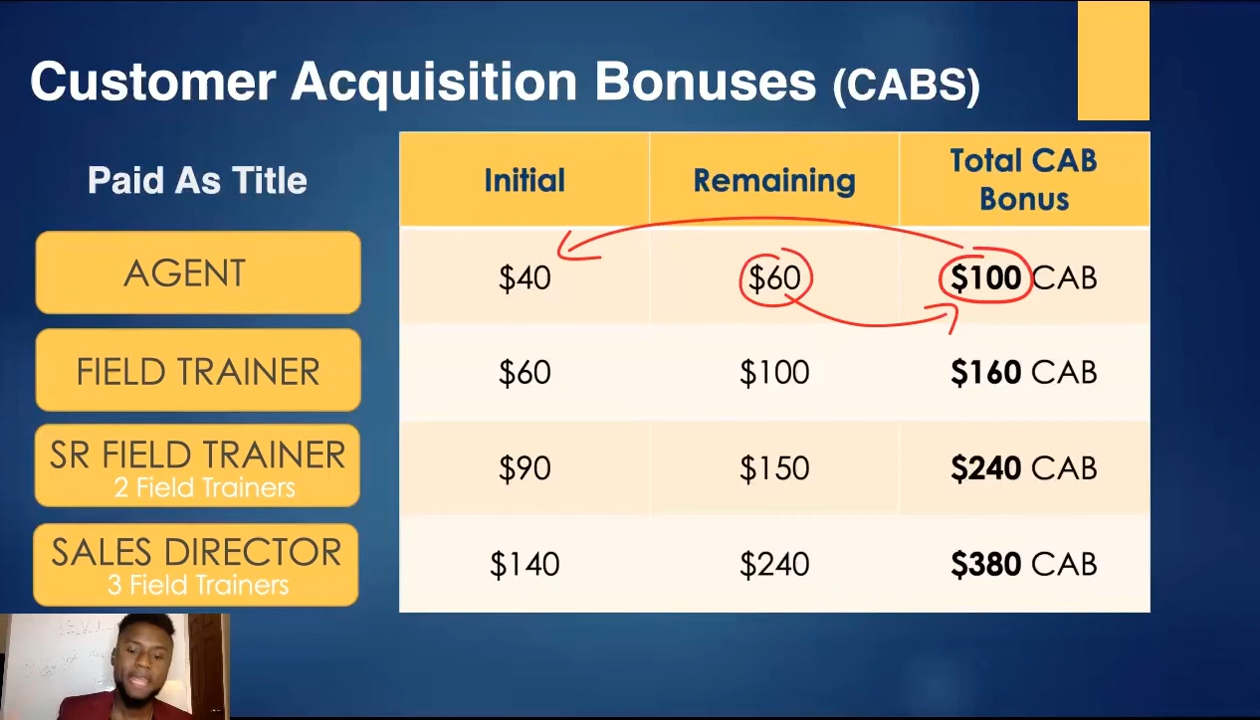 Customer Acquisition Bonuses (CABS)
Paid As Title
Initial
Remaining
Total CAB
Bonus
AGENT
$40
$60
$100 CAB
FIELD TRAINER
$60
$100
$160 CAB
SR FIELD TRAINER
2 Field Trainers
$90
$150
$240 CAB
SALES DIRECTOR
3 Field Trainers
$140
$240
$380 CAB